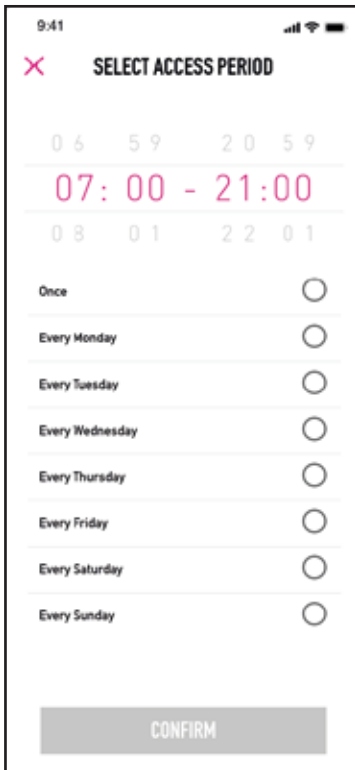 9:41
SELECT ACCESS PERIOD
06 59 20 59
07: 00 - 21:00
08 01 22 01
Once
Every Monday
Every Tuesday
Every Wednesday
Every Thursday
Every Friday
Every Saturday
Every Sunday
CONFIRM